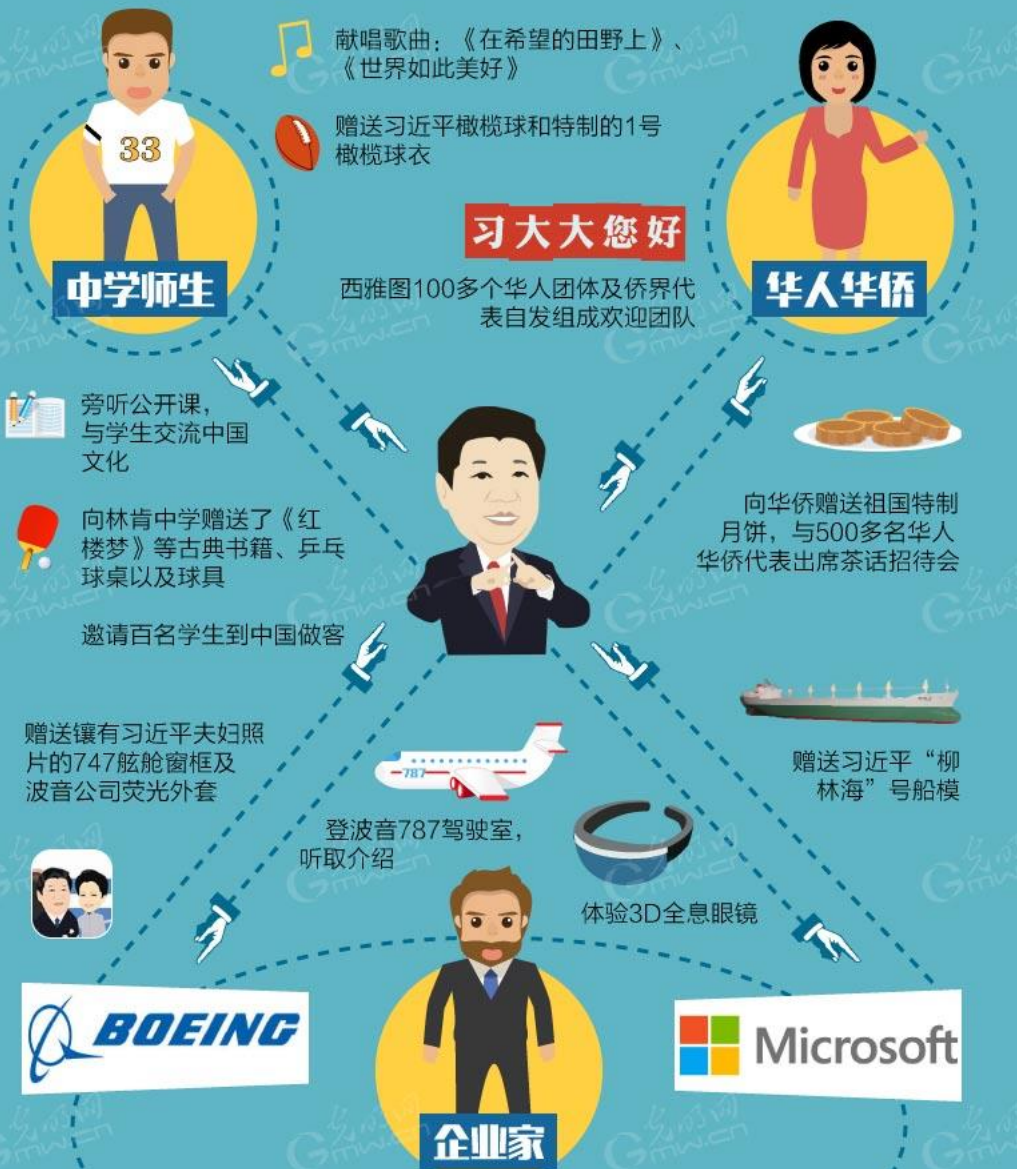 献唱歌曲：《在希望的田野上》、
《世界如此美好》
33
赠送习近平橄榄球和特制的1号
橄榄球衣
习大大您好
中学师生
西雅图100多个华人团体及侨界代
表自发组成欢迎团队
华人华侨
旁听公开课，
与学生交流中国
文化
向林肯中学赠送了《红
楼梦》等古典书籍、乒乓
球桌以及球具
邀请百名学生到中国做客
向华侨赠送祖国特制
月饼，与500多名华人
华侨代表出席茶话招待会
赠送镶有习近平夫妇照
片的747舷舱窗框及
波音公司荧光外套
787
登波音787驾驶室，
听取介绍
赠送习近平“柳
林海”号船模
体验3D全息眼镜
BOEING
Microsoft
企业家
光明网
Gmw.cn